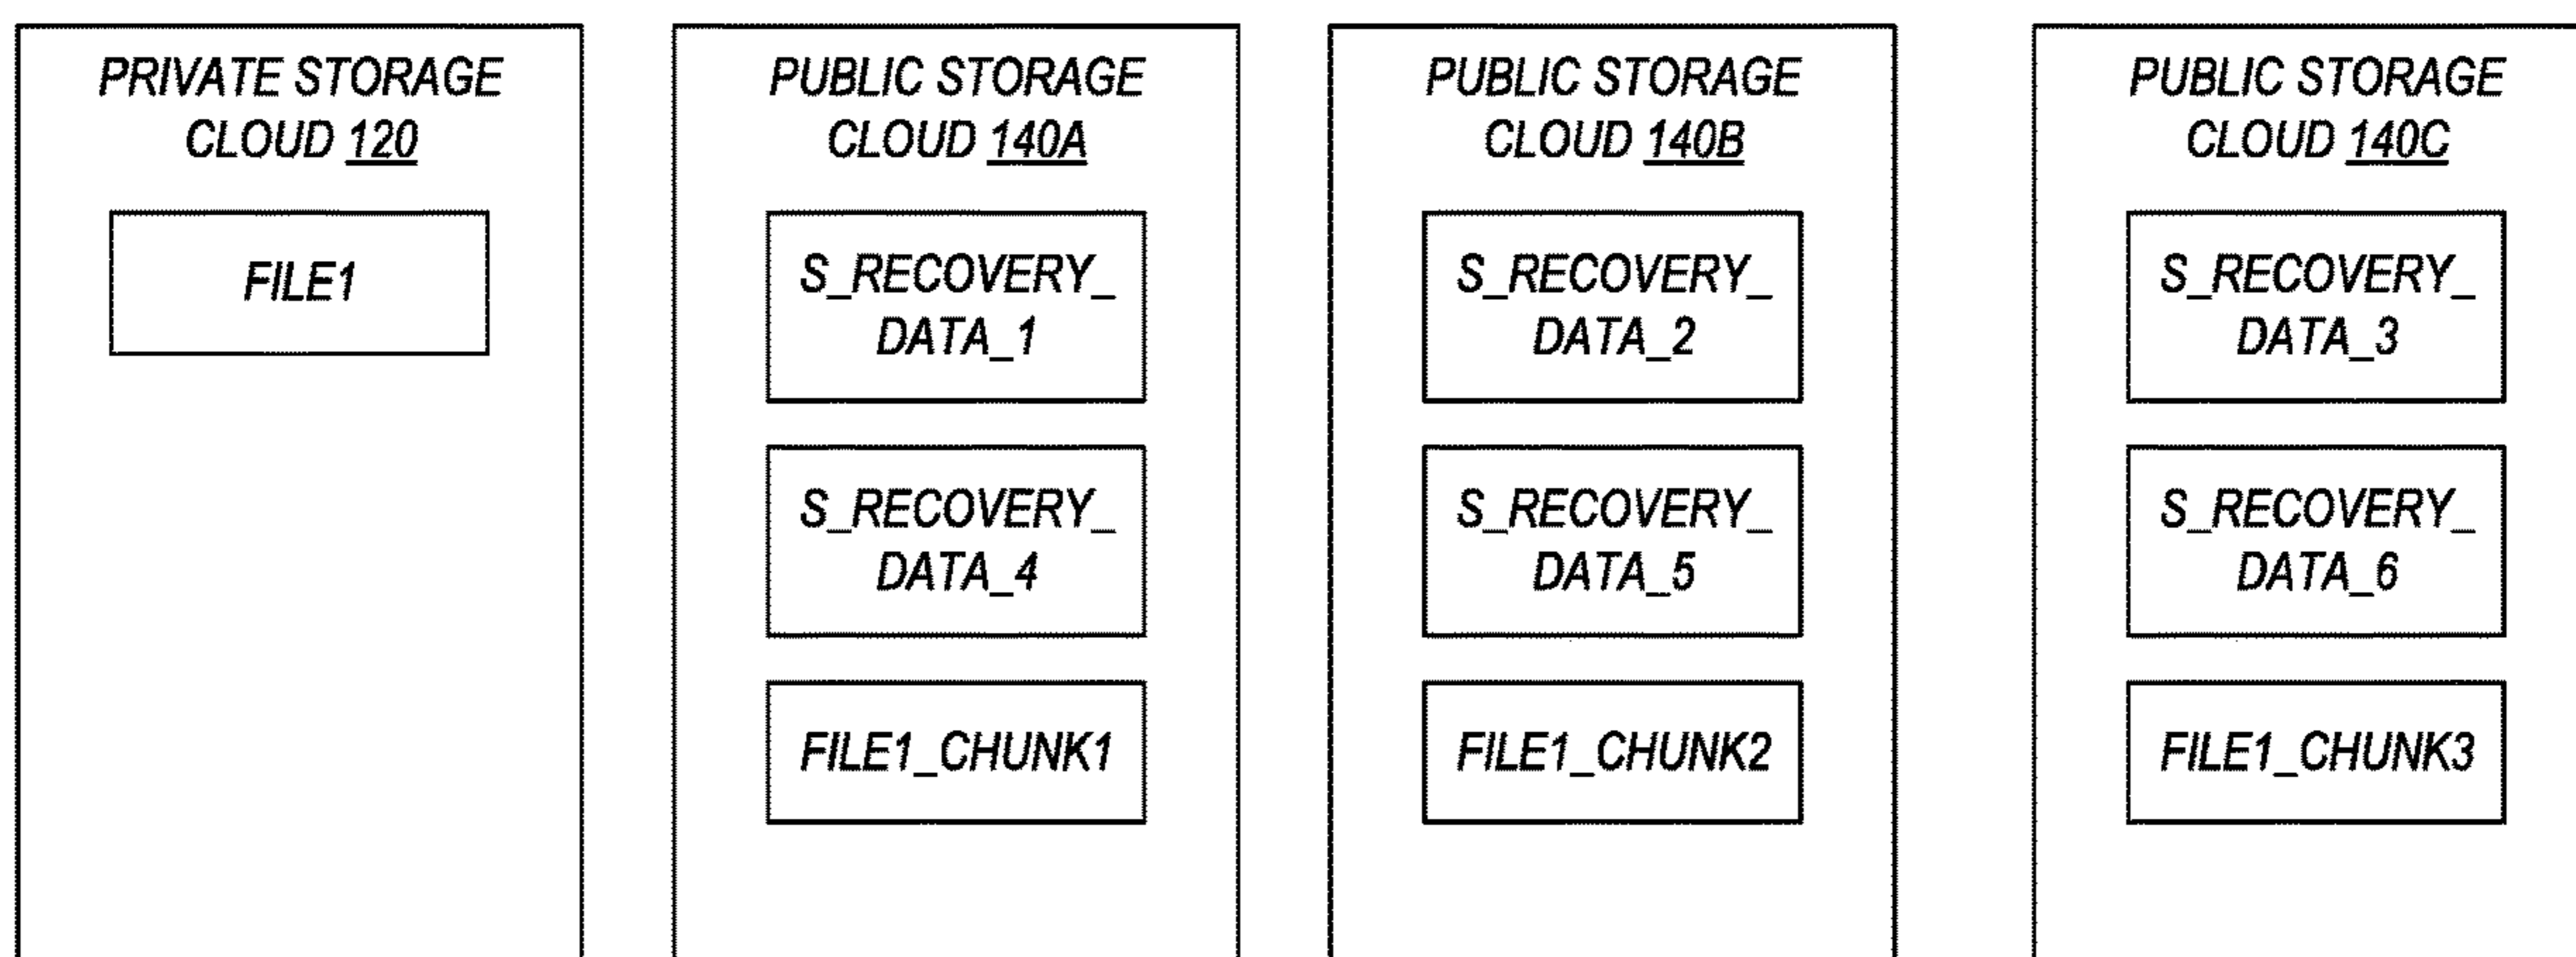 PRIVATE STORAGE
CLOUD 120
FILE1
PUBLIC STORAGE
CLOUD 140A
S_RECOVERY_
DATA_1
S_RECOVERY_
DATA_4
FILE1_CHUNK1
PUBLIC STORAGE
CLOUD 140B
S_RECOVERY_
DATA_2
S_RECOVERY_
DATA_5
FILE1_CHUNK2
PUBLIC STORAGE
CLOUD 140C
S_RECOVERY_
DATA_3
S_RECOVERY_
DATA_6
FILE1_CHUNK3